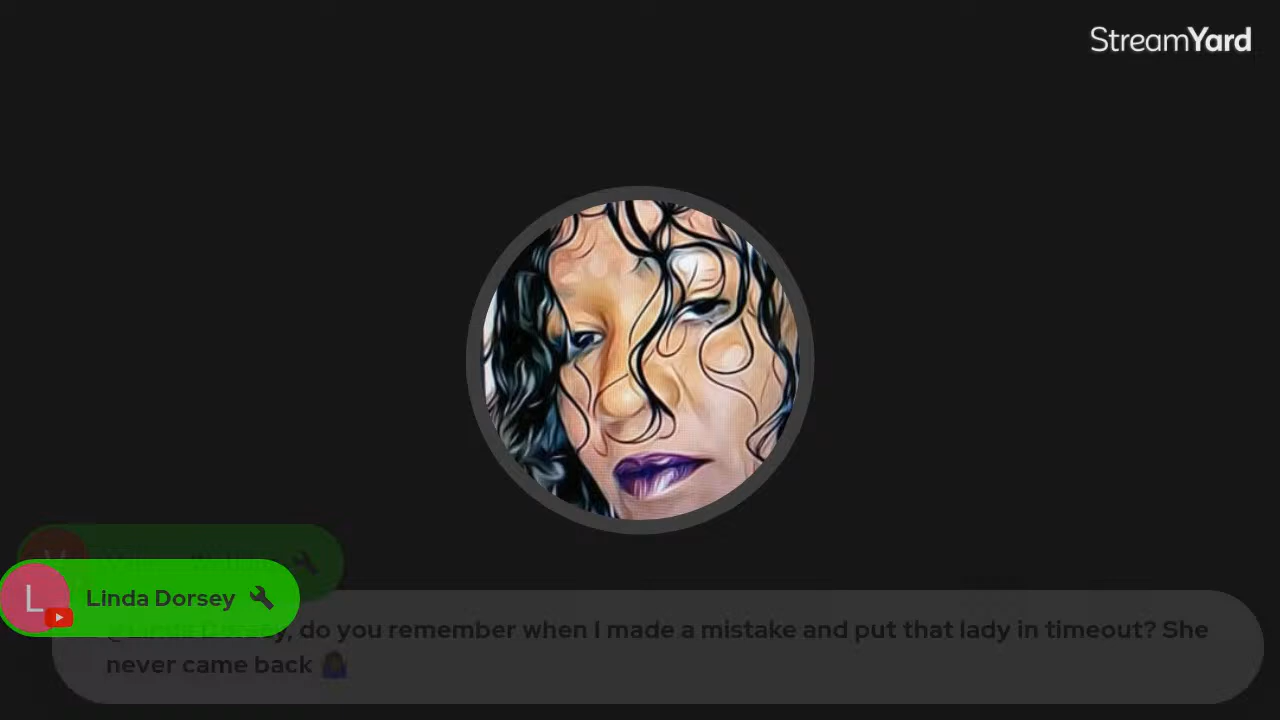 StreamYard
L Linda Dorsey
Dorsey, do you remember when I made a mistake and put that lady in timeout? She
never came back 🤷🏽‍♀️